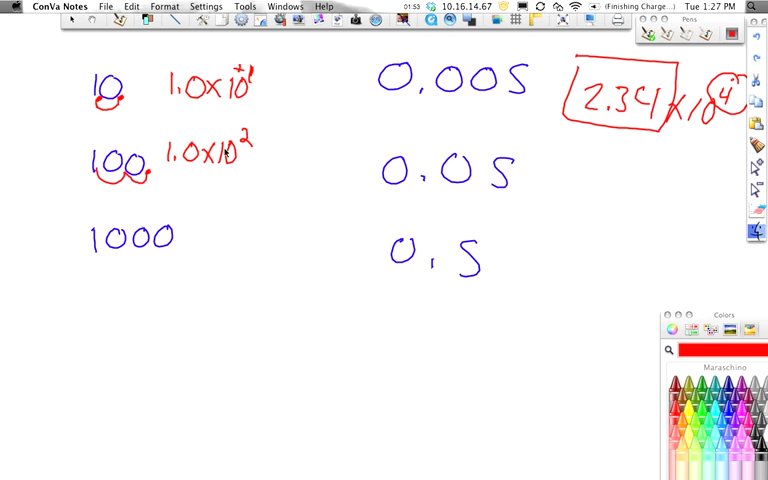 ConVa Notes File Edit Format Settings Tools Windows Help 01:53 10.16.14.67 (Finishing Charge... Tue 1:27 PM
Pens
10 1.0x10^1 0.005 2.34 x10^4
100. 1.0x10^2 0.05
1000 0.5
Colors
Maraschino